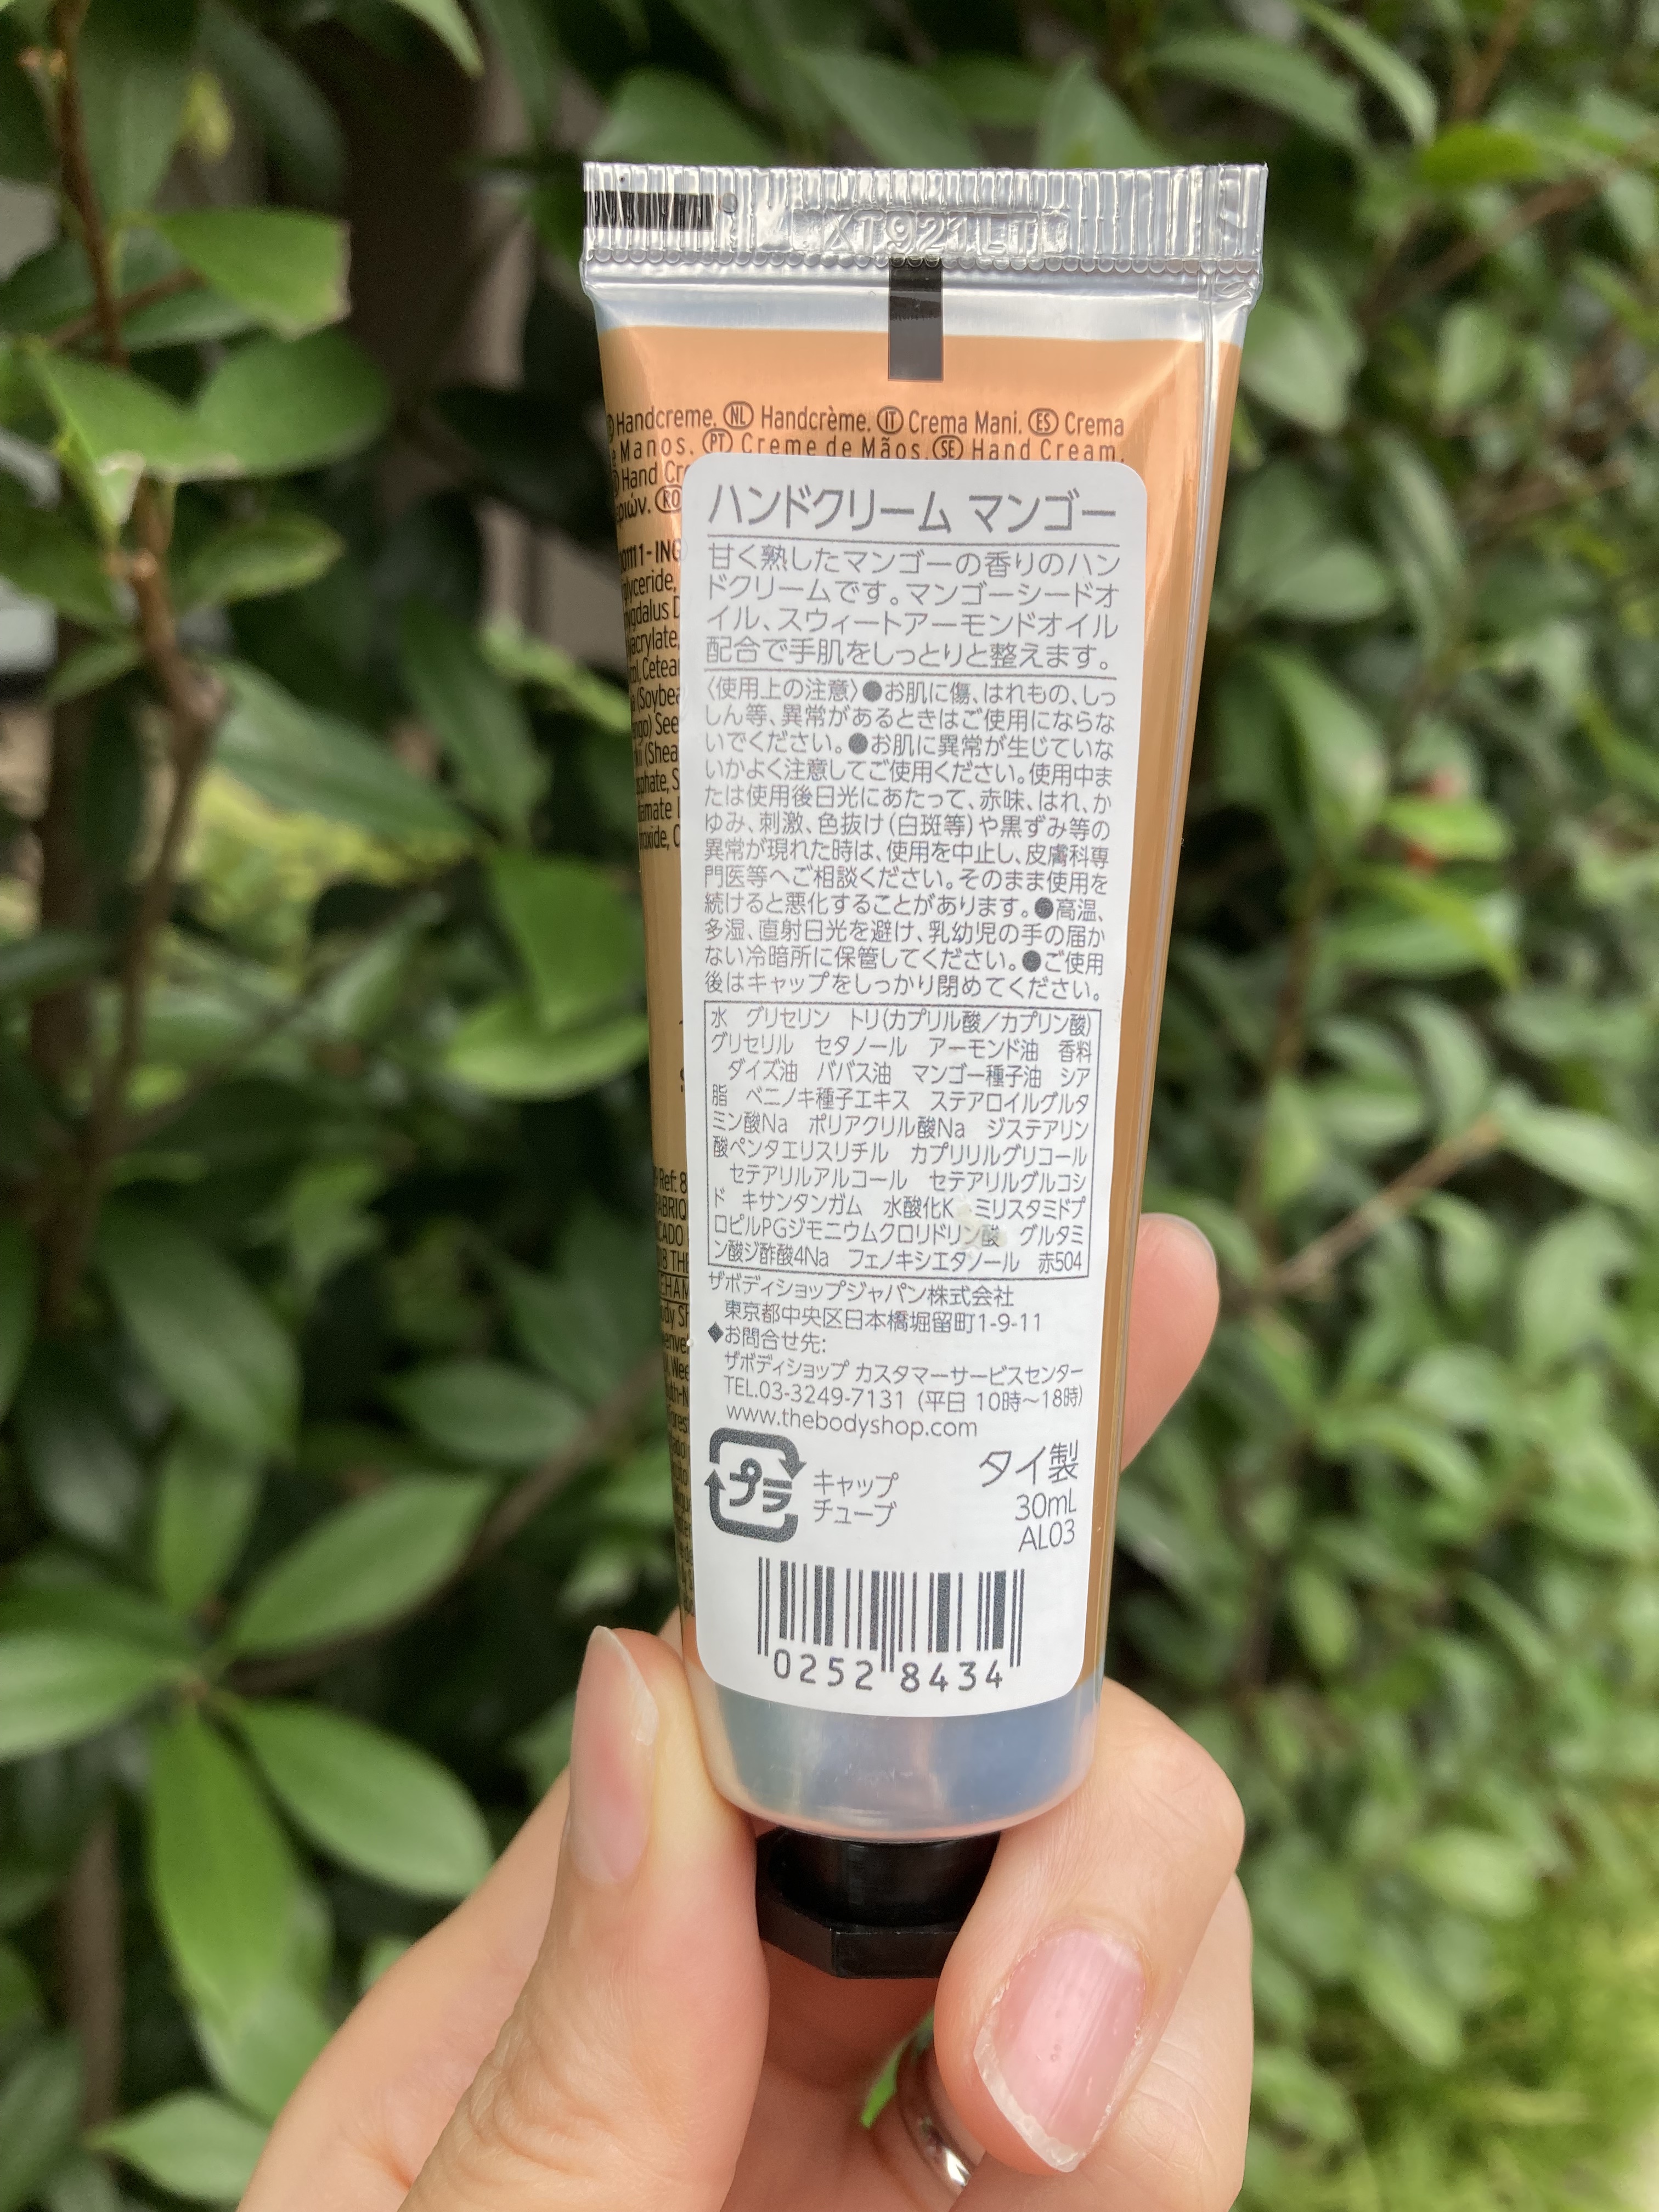 X1921LT
Handcreme. NL Handcrème. IT Crema Mani. ES Crema
Manos. PT Creme de Mãos. SE Hand Cream.
Hand
RO
ハンドクリーム マンゴー
甘く熟したマンゴーの香りのハン
ドクリームです。マンゴーシードオ
イル、スウィートアーモンドオイル
配合で手肌をしっとりと整えます。
〈使用上の注意〉●お肌に傷、はれもの、しっ
しん等、異常があるときはご使用にならな
いでください。●お肌に異常が生じていな
いかよく注意してご使用ください。使用中ま
たは使用後日光にあたって、赤味、はれ、か
ゆみ、刺激、色抜け(白斑等)や黒ずみ等の
異常が現れた時は、使用を中止し、皮膚科専
門医等へご相談ください。そのまま使用を
続けると悪化することがあります。●高温、
多湿、直射日光を避け、乳幼児の手の届か
ない冷暗所に保管してください。●ご使用
後はキャップをしっかり閉めてください。
水 グリセリン トリ(カプリル酸/カプリン酸)
グリセリル セタノール アーモンド油 香料
ダイズ油 ババス油 マンゴー種子油 シア
脂 ベニノキ種子エキス ステアロイルグルタ
ミン酸Na ポリアクリル酸Na ジステアリン
酸ペンタエリスリチル カプリリルグリコール
セテアリルアルコール セテアリルグルコシ
ド キサンタンガム 水酸化K ミリスタミドプ
ロピルPGジモニウムクロリドリン酸 グルタミ
ン酸ジ酢酸4Na フェノキシエタノール 赤504
ザボディショップジャパン株式会社
東京都中央区日本橋堀留町1-9-11
◆お問合せ先:
ザボディショップ カスタマーサービスセンター
TEL.03-3249-7131 (平日 10時~18時)
www.thebodyshop.com
プラ
キャップ
チューブ
タイ製
30mL
AL03
0252 8434